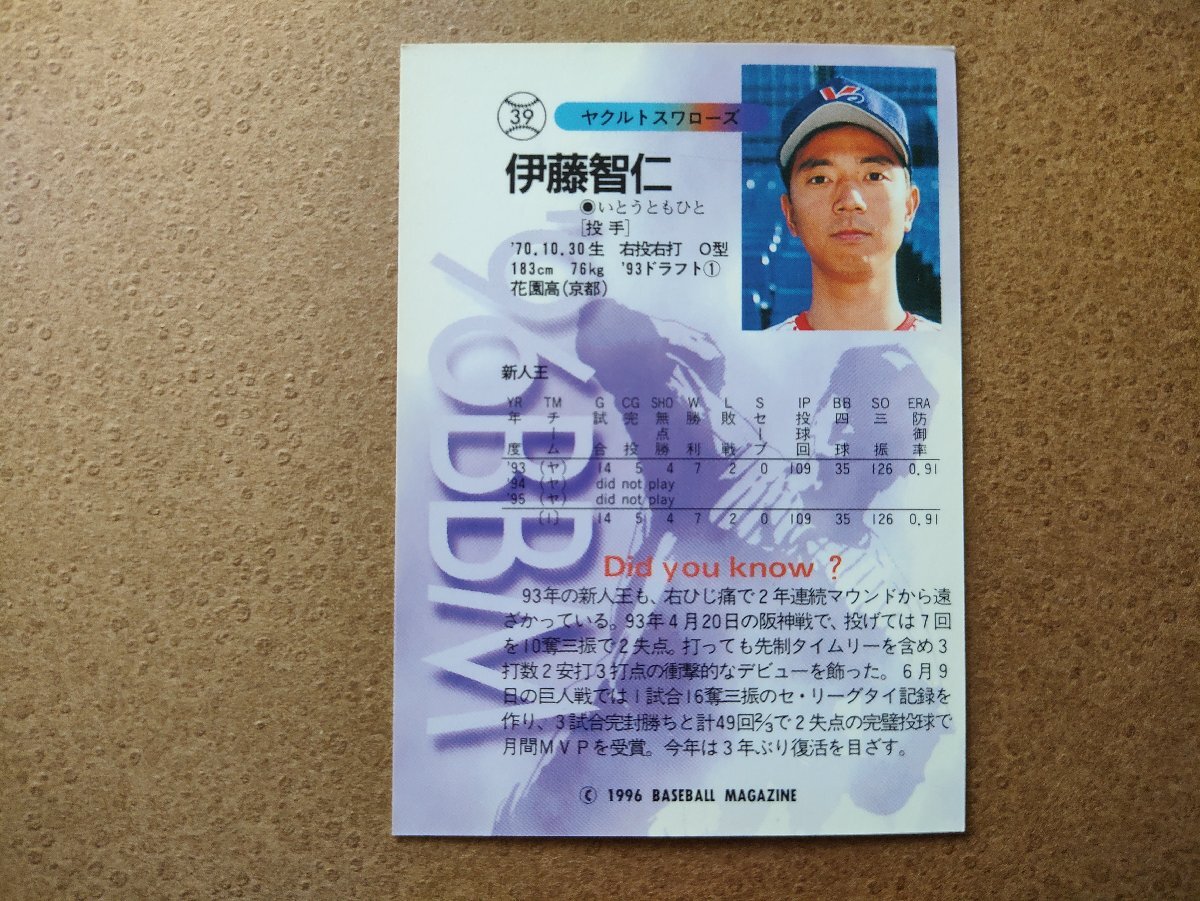 39
ヤクルトスワローズ
伊藤智仁
◉いとうともひと
[投手]
'70.10.30生 右投右打 O型
183cm 76kg '93ドラフト①
花園高(京都)
新人王
YR TM G CG SHO W L S IP BB SO ERA
年度 チーム 試合 完投 無点勝 勝利 敗戦 セーブ 投球回 四球 三振 防御率
'93 (ヤ) 14 5 4 7 2 0 109 35 126 0.91
'94 (ヤ) did not play
'95 (ヤ) did not play
(1) 14 5 4 7 2 0 109 35 126 0.91
Did you know ?
93年の新人王も、右ひじ痛で2年連続マウンドから遠
ざかっている。93年4月20日の阪神戦で、投げては7回
を10奪三振で2失点。打っても先制タイムリーを含め3
打数2安打3打点の衝撃的なデビューを飾った。6月9
日の巨人戦では1試合16奪三振のセ・リーグタイ記録を
作り、3試合完封勝ちと計49回2/3で2失点の完璧投球で
月間MVPを受賞。今年は3年ぶり復活を目ざす。
© 1996 BASEBALL MAGAZINE
'96BBM